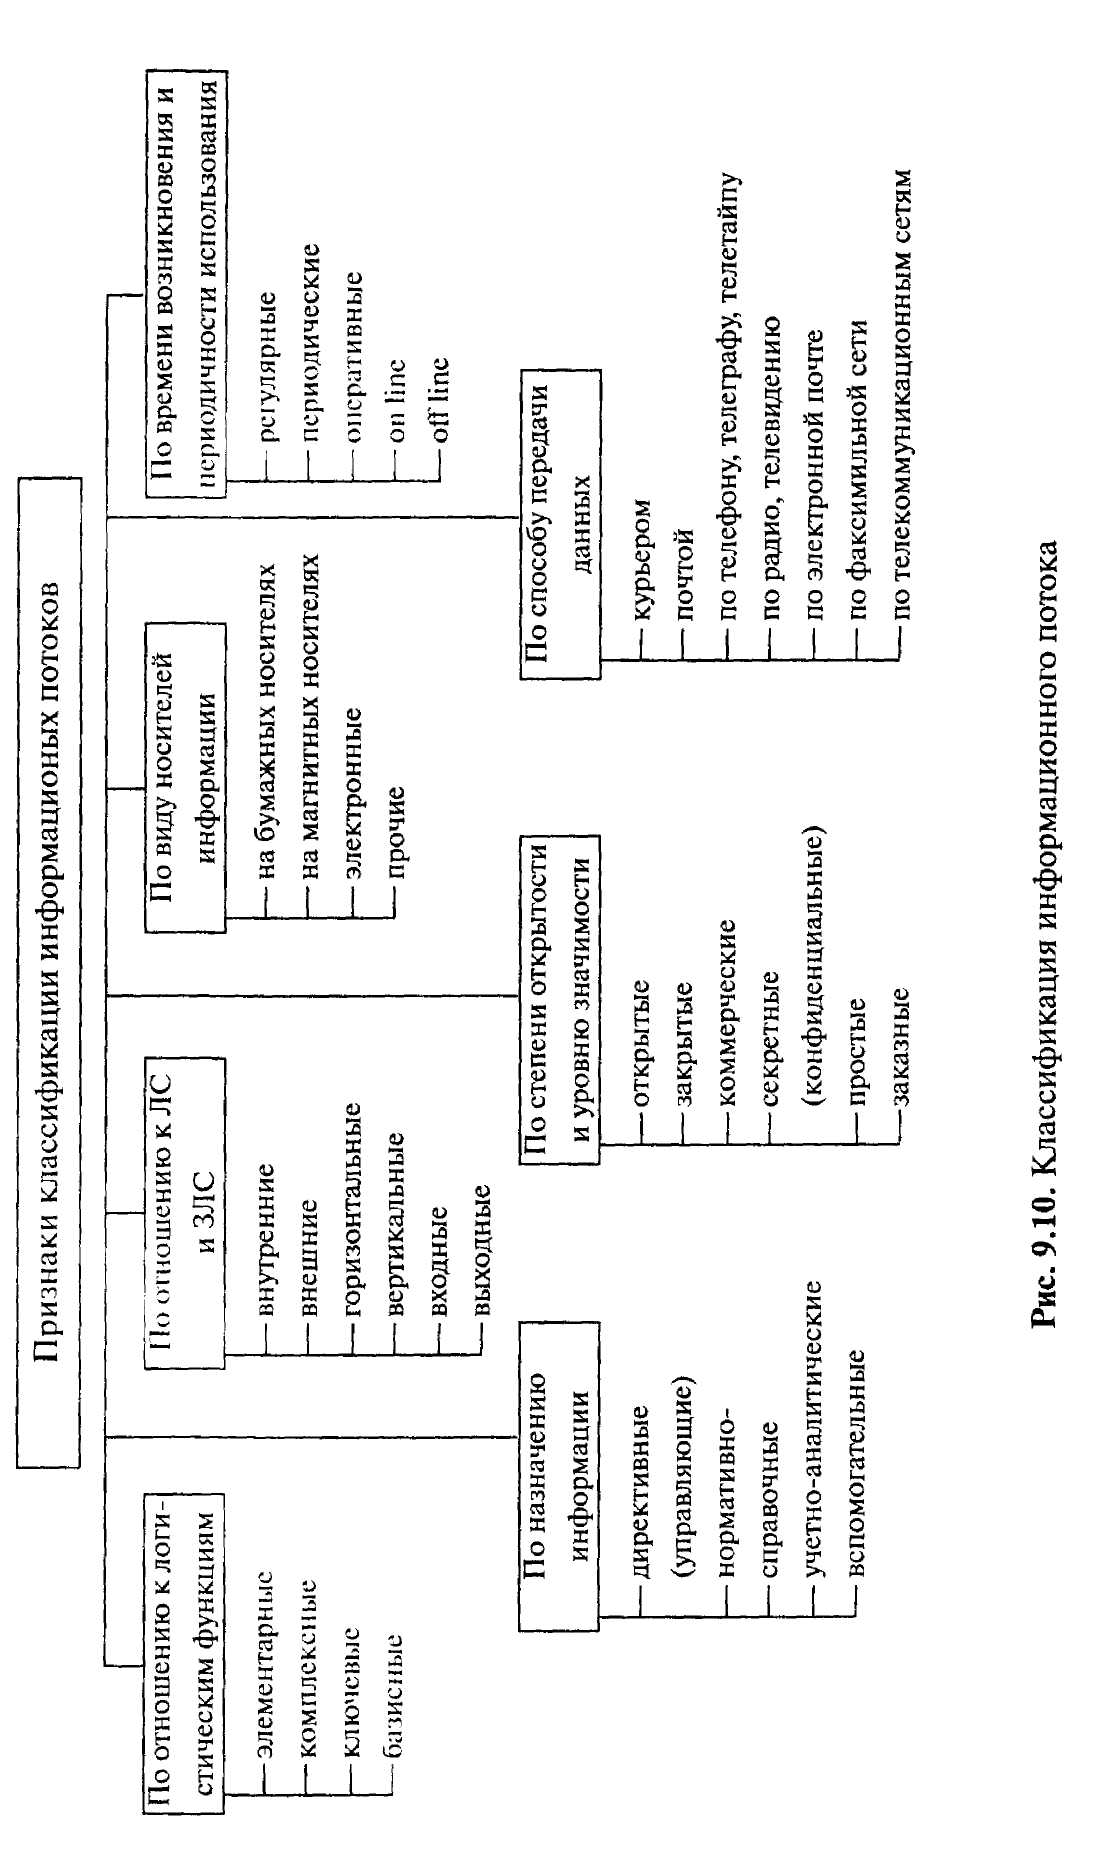 Признаки классификации информационых потоков
По отношению к логи-
стическим функциям
элементарные
комплексные
ключевые
базисные
По отношению к ЛС
и ЗЛС
внутренние
внешние
горизонтальные
вертикальные
входные
выходные
По виду носителей
информации
на бумажных носителях
на магнитных носителях
электронные
прочие
По времени возникновения и
периодичности использования
регулярные
периодические
оперативные
on line
off line
По назначению
информации
директивные
(управляющие)
нормативно-
справочные
учетно-аналитические
вспомогательные
По степени открытости
и уровню значимости
открытые
закрытые
коммерческие
секретные
(конфиденциальные)
простые
заказные
По способу передачи
данных
курьером
почтой
по телефону, телеграфу, телетайпу
по радио, телевидению
по электронной почте
по факсимильной сети
по телекоммуникационным сетям
Рис. 9.10. Классификация информационного потока